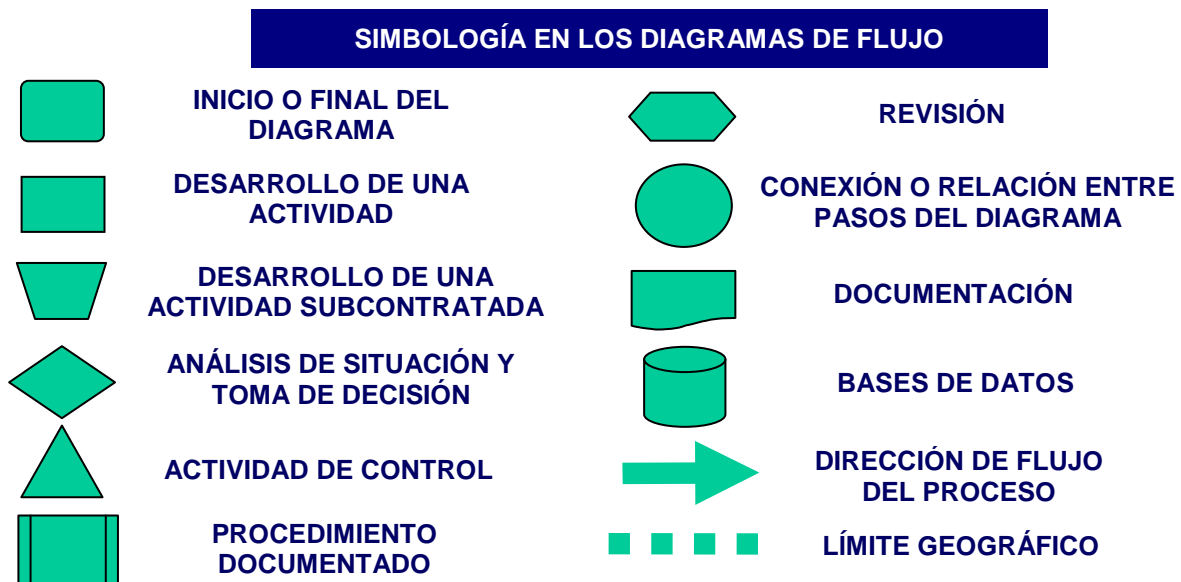 SIMBOLOGÍA EN LOS DIAGRAMAS DE FLUJO
INICIO O FINAL DEL
DIAGRAMA
DESARROLLO DE UNA
ACTIVIDAD
DESARROLLO DE UNA
ACTIVIDAD SUBCONTRATADA
ANÁLISIS DE SITUACIÓN Y
TOMA DE DECISIÓN
ACTIVIDAD DE CONTROL
PROCEDIMIENTO
DOCUMENTADO
REVISIÓN
CONEXIÓN O RELACIÓN ENTRE
PASOS DEL DIAGRAMA
DOCUMENTACIÓN
BASES DE DATOS
DIRECCIÓN DE FLUJO
DEL PROCESO
LÍMITE GEOGRÁFICO